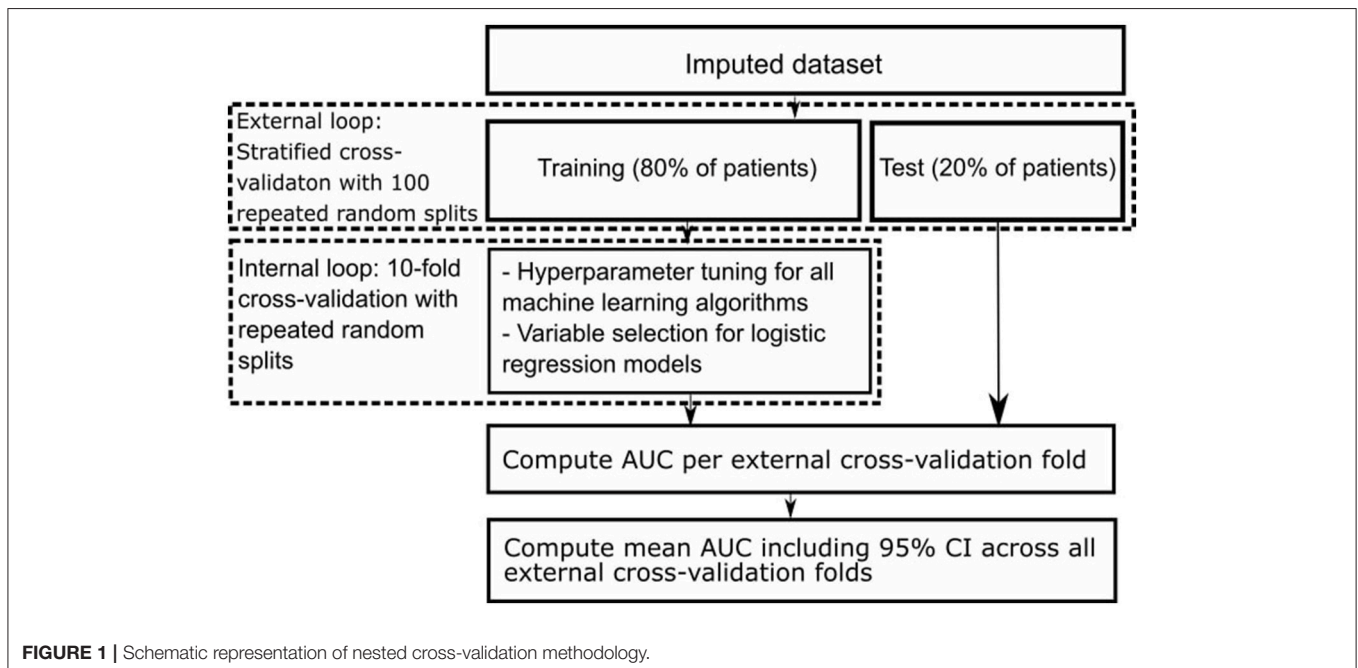 Imputed dataset
External loop:
Stratified cross-
validaton with 100
repeated random splits
Training (80% of patients)
Test (20% of patients)
Internal loop: 10-fold
cross-validation with
repeated random
splits
- Hyperparameter tuning for all
machine learning algorithms
- Variable selection for logistic
regression models
Compute AUC per external cross-validation fold
Compute mean AUC including 95% CI across all
external cross-validation folds
FIGURE 1 | Schematic representation of nested cross-validation methodology.